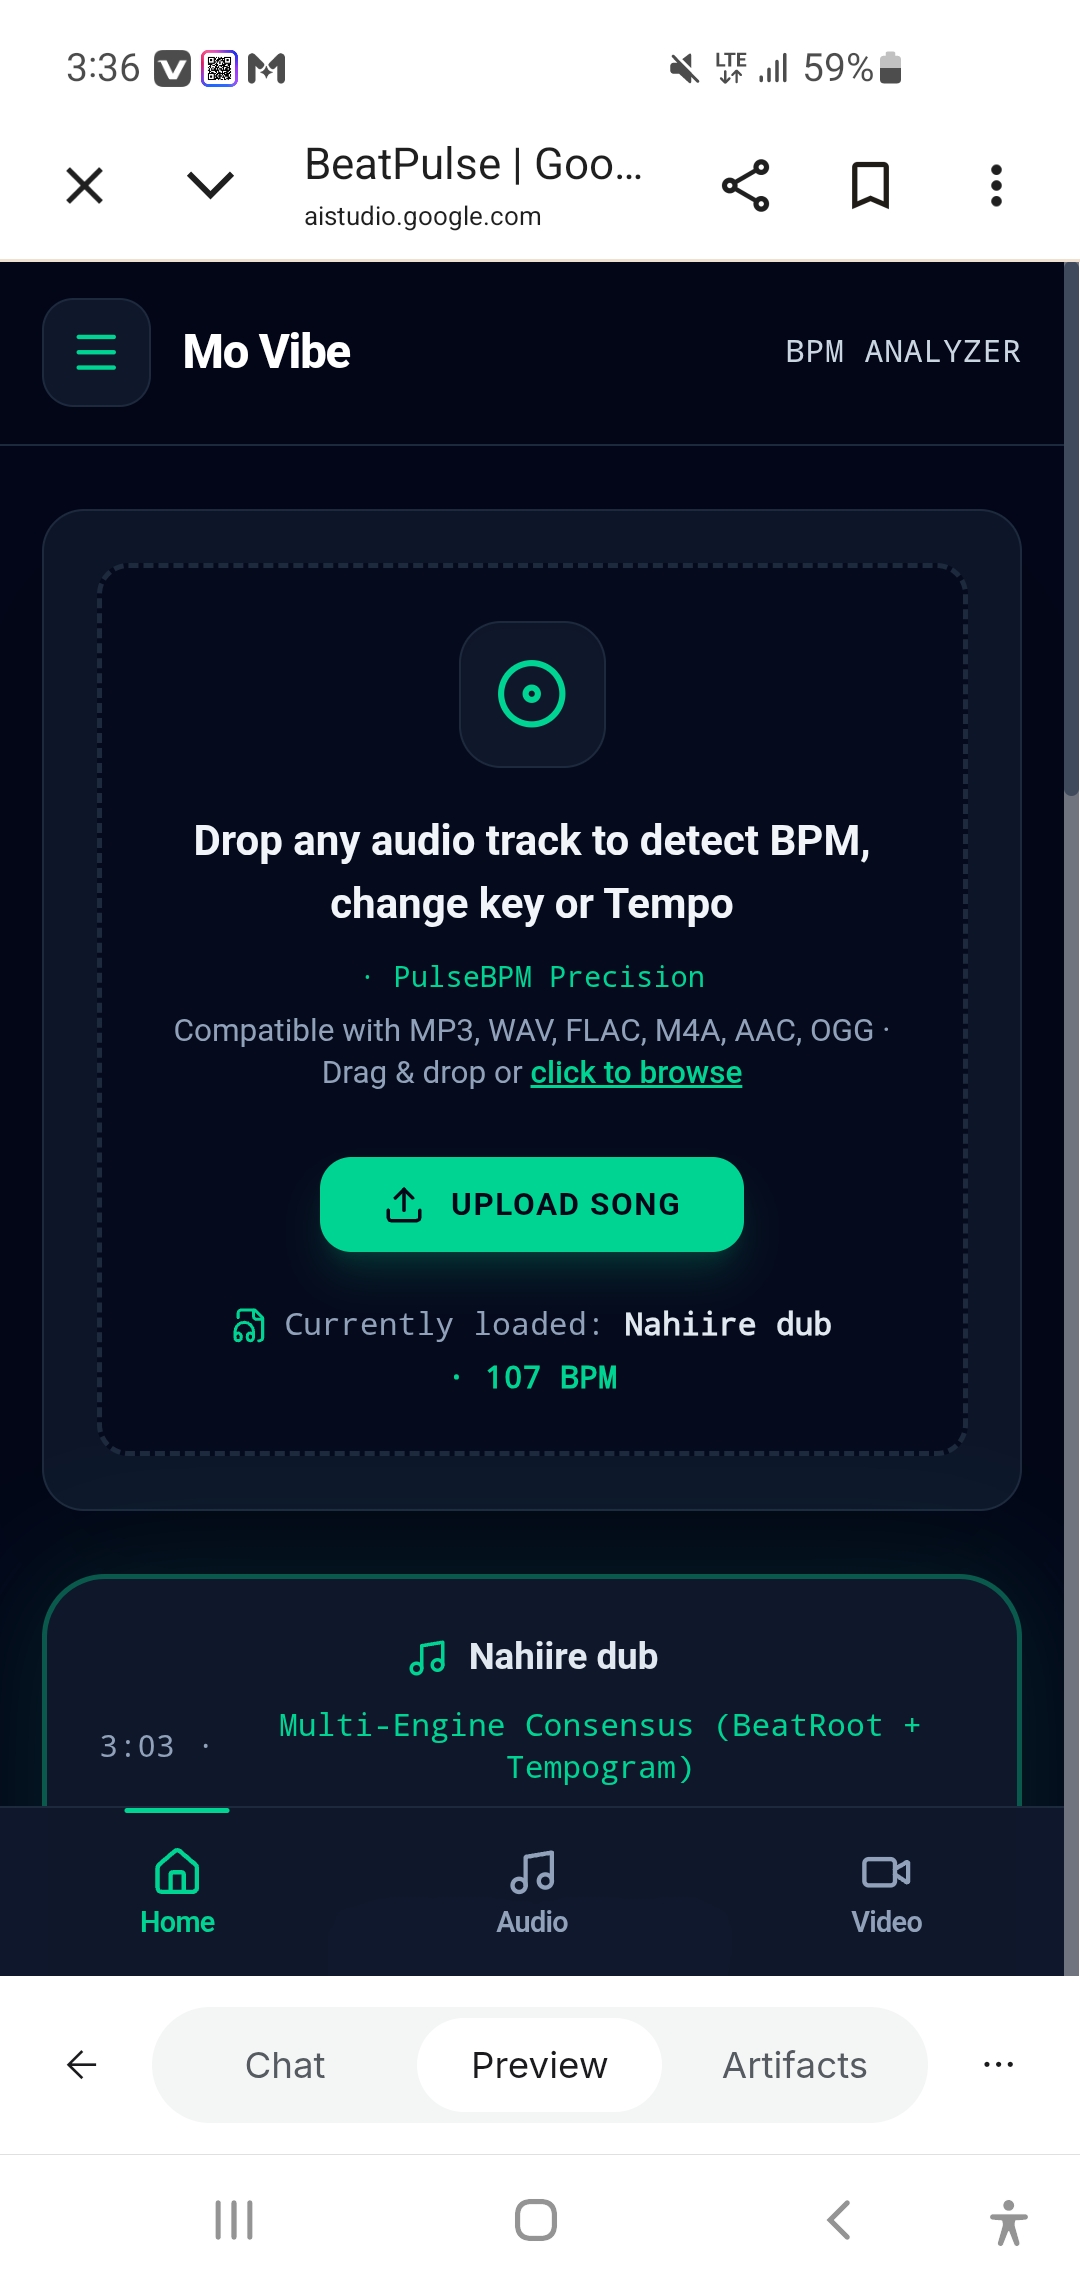 3:36
LTE
59%
BeatPulse | Goo...
aistudio.google.com
Mo Vibe
BPM ANALYZER
Drop any audio track to detect BPM,
change key or Tempo
· PulseBPM Precision
Compatible with MP3, WAV, FLAC, M4A, AAC, OGG ·
Drag & drop or click to browse
UPLOAD SONG
Currently loaded: Nahiire dub
· 107 BPM
Nahiire dub
3:03 ·
Multi-Engine Consensus (BeatRoot +
Tempogram)
Home
Audio
Video
Chat
Preview
Artifacts